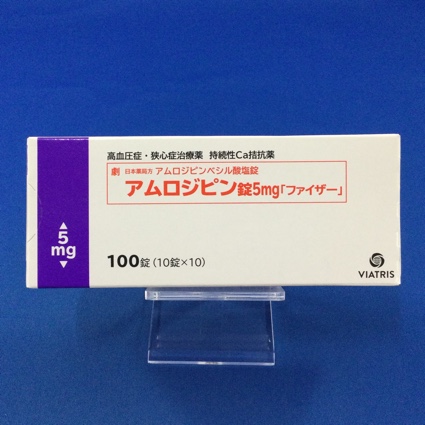 高血圧症・狭心症治療薬 持続性Ca拮抗薬
劇 日本薬局方 アムロジピンベシル酸塩錠
アムロジピン錠5mg「ファイザー」
5
mg
100錠(10錠×10)
VIATRIS